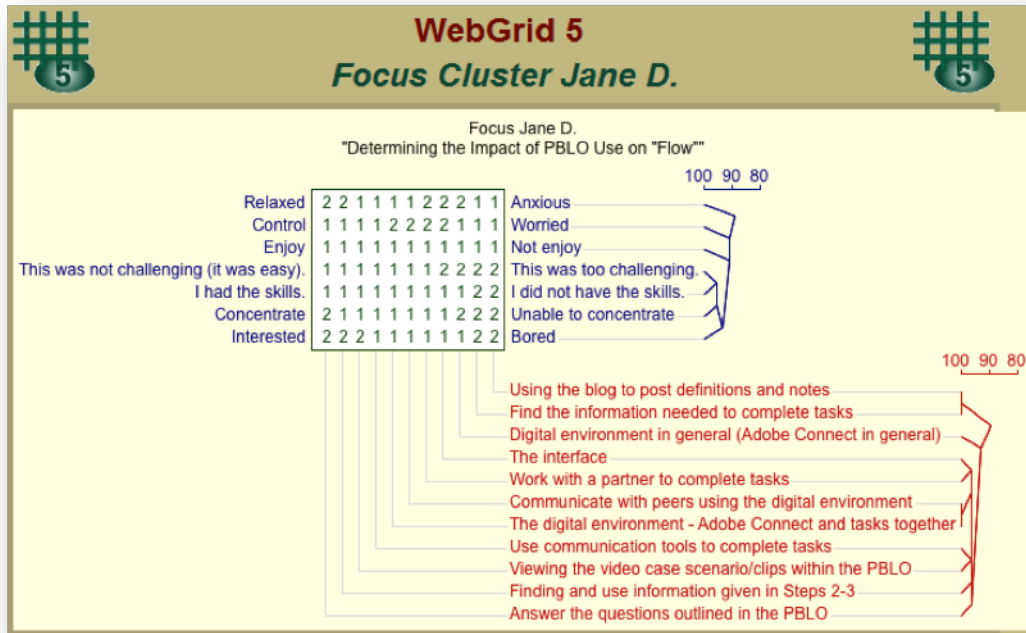 WebGrid 5
5
Focus Cluster Jane D.
5
Focus Jane D.
"Determining the Impact of PBLO Use on "Flow""
100 90 80
Relaxed 2 2 1 1 1 1 2 2 2 1 1 Anxious
Control 1 1 1 1 2 2 2 2 1 1 1 Worried
Enjoy 1 1 1 1 1 1 1 1 1 1 1 Not enjoy
This was not challenging (it was easy). 1 1 1 1 1 1 1 2 2 2 2 This was too challenging.
I had the skills. 1 1 1 1 1 1 1 1 1 2 2 I did not have the skills.
Concentrate 2 1 1 1 1 1 1 1 2 2 2 Unable to concentrate
Interested 2 2 2 1 1 1 1 1 1 2 2 Bored
100 90 80
Using the blog to post definitions and notes
Find the information needed to complete tasks
Digital environment in general (Adobe Connect in general)
The interface
Work with a partner to complete tasks
Communicate with peers using the digital environment
The digital environment - Adobe Connect and tasks together
Use communication tools to complete tasks
Viewing the video case scenario/clips within the PBLO
Finding and use information given in Steps 2-3
Answer the questions outlined in the PBLO